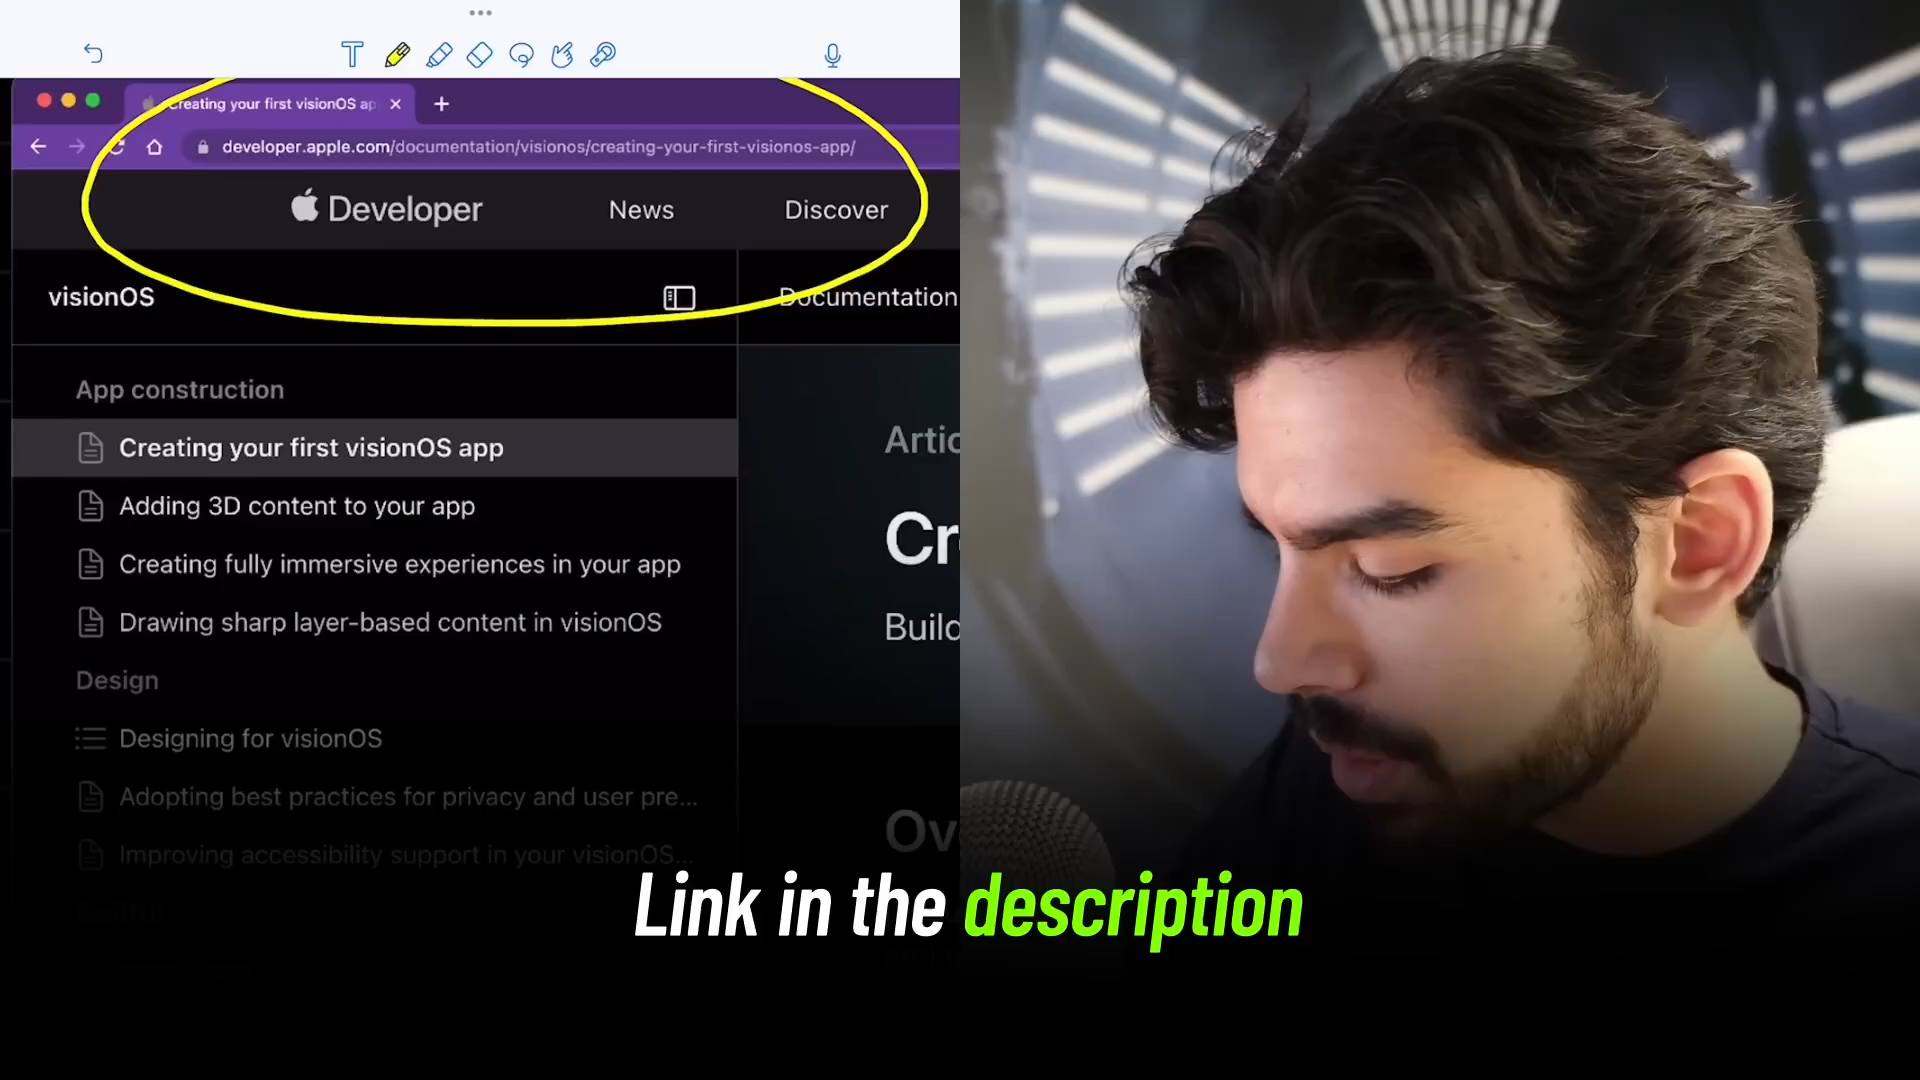 Creating your first visionOS ap
developer.apple.com/documentation/visionos/creating-your-first-visionos-app/
Developer
News
Discover
visionOS
Documentation
App construction
Creating your first visionOS app
Adding 3D content to your app
Creating fully immersive experiences in your app
Drawing sharp layer-based content in visionOS
Design
Designing for visionOS
Adopting best practices for privacy and user pre...
Improving accessibility support in your visionOS...
Artic
Cr
Build
Ov
Link in the description